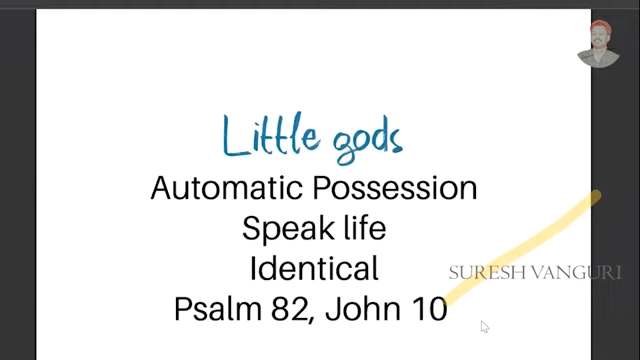 Little gods
Automatic Possession
Speak life
Identical
SURESH VANGURI
Psalm 82, John 10